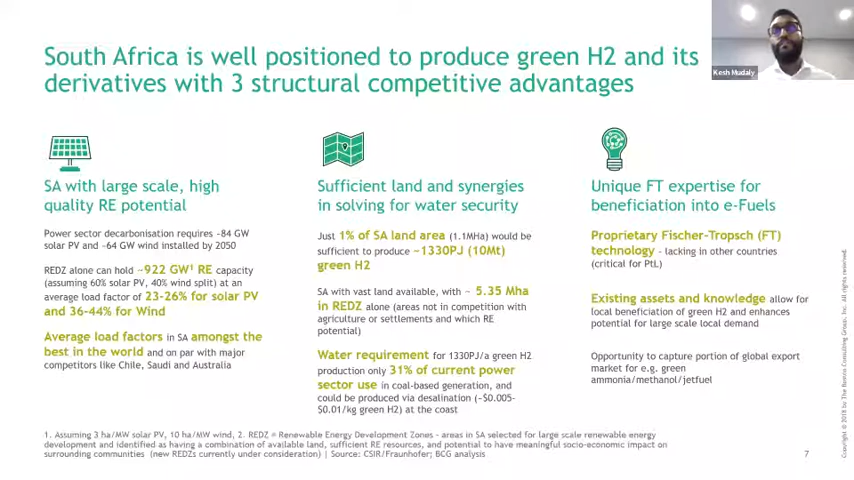 South Africa is well positioned to produce green H2 and its
derivatives with 3 structural competitive advantages
Kesh Mudaly
SA with large scale, high
quality RE potential
Power sector decarbonisation requires ~84 GW
solar PV and ~64 GW wind installed by 2050
REDZ alone can hold ~922 GW¹ RE capacity
(assuming 60% solar PV, 40% wind split) at an
average load factor of 23-26% for solar PV
and 36-44% for Wind
Average load factors in SA amongst the
best in the world and on par with major
competitors like Chile, Saudi and Australia
Sufficient land and synergies
in solving for water security
Just 1% of SA land area (1.1MHa) would be
sufficient to produce ~1330PJ (10Mt)
green H2
SA with vast land available, with ~ 5.35 Mha
in REDZ alone (areas not in competition with
agriculture or settlements and which RE
potential)
Water requirement for 1330PJ/a green H2
production only 31% of current power
sector use in coal-based generation, and
could be produced via desalination (~$0.005-
$0.01/kg green H2) at the coast
Unique FT expertise for
beneficiation into e-Fuels
Proprietary Fischer-Tropsch (FT)
technology - lacking in other countries
(critical for PtL)
Existing assets and knowledge allow for
local beneficiation of green H2 and enhances
potential for large scale local demand
Opportunity to capture portion of global export
market for e.g. green
ammonia/methanol/jetfuel
1. Assuming 3 ha/MW solar PV, 10 ha/MW wind, 2. REDZ = Renewable Energy Development Zones - areas in SA selected for large scale renewable energy
development and identified as having a combination of available land, sufficient RE resources, and potential to have meaningful socio-economic impact on
surrounding communities (new REDZs currently under consideration) | Source: CSIR/Fraunhofer; BCG analysis
7
Copyright © 2018 by The Boston Consulting Group, Inc. All rights reserved.